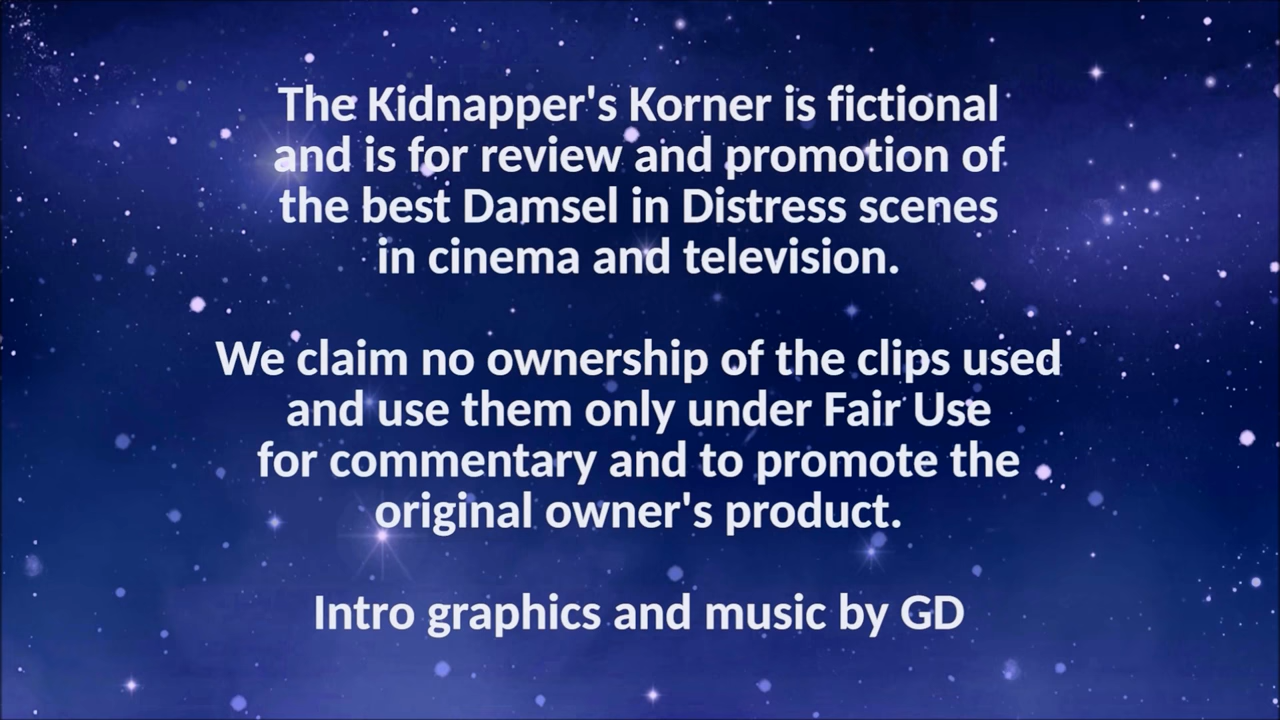 The Kidnapper's Korner is fictional
and is for review and promotion of
the best Damsel in Distress scenes
in cinema and television.
We claim no ownership of the clips used
and use them only under Fair Use
for commentary and to promote the
original owner's product.
Intro graphics and music by GD